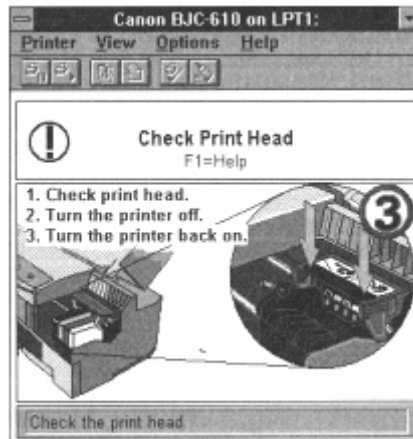 Canon BJC-610 on LPT1:
Printer View Options Help
Check Print Head
F1=Help
1. Check print head.
2. Turn the printer off.
3. Turn the printer back on.
3
Check the print head